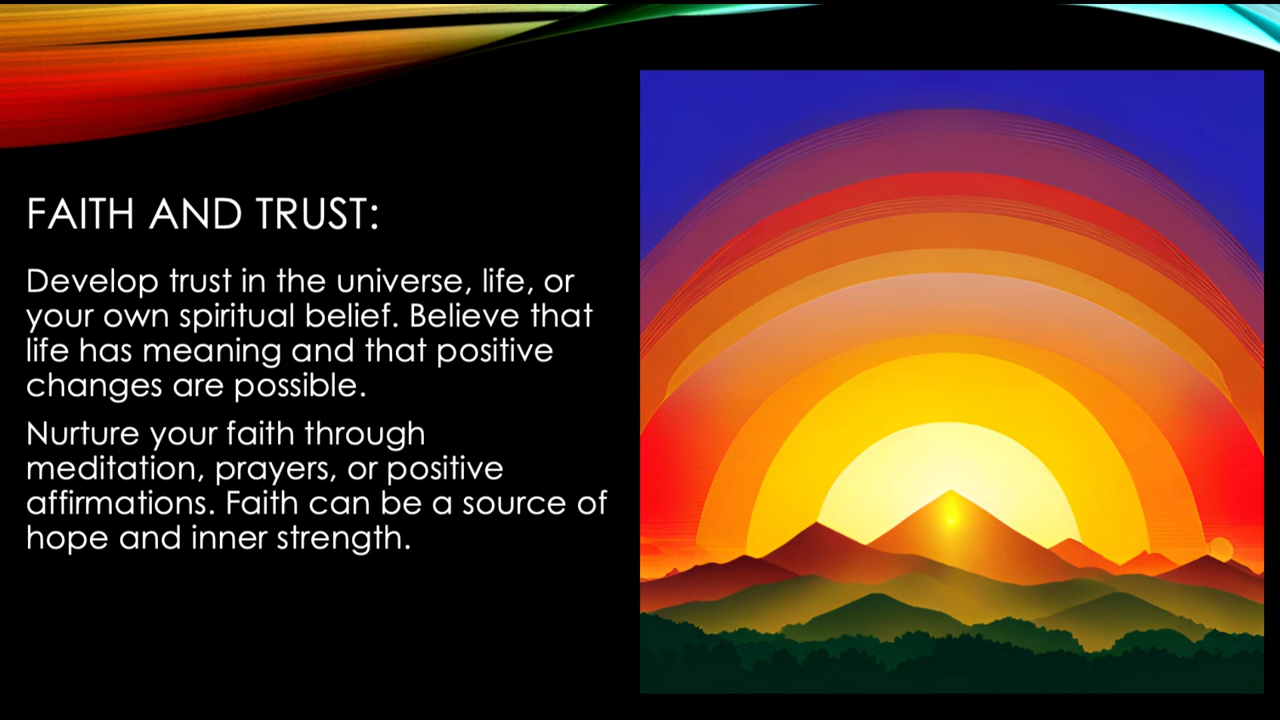 FAITH AND TRUST:
Develop trust in the universe, life, or
your own spiritual belief. Believe that
life has meaning and that positive
changes are possible.
Nurture your faith through
meditation, prayers, or positive
affirmations. Faith can be a source of
hope and inner strength.